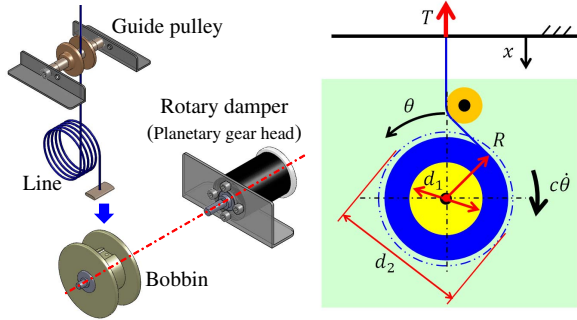 Guide pulley
Line
Rotary damper
(Planetary gear head)
Bobbin
T
x
θ
R
d₁
cθ̇
d₂